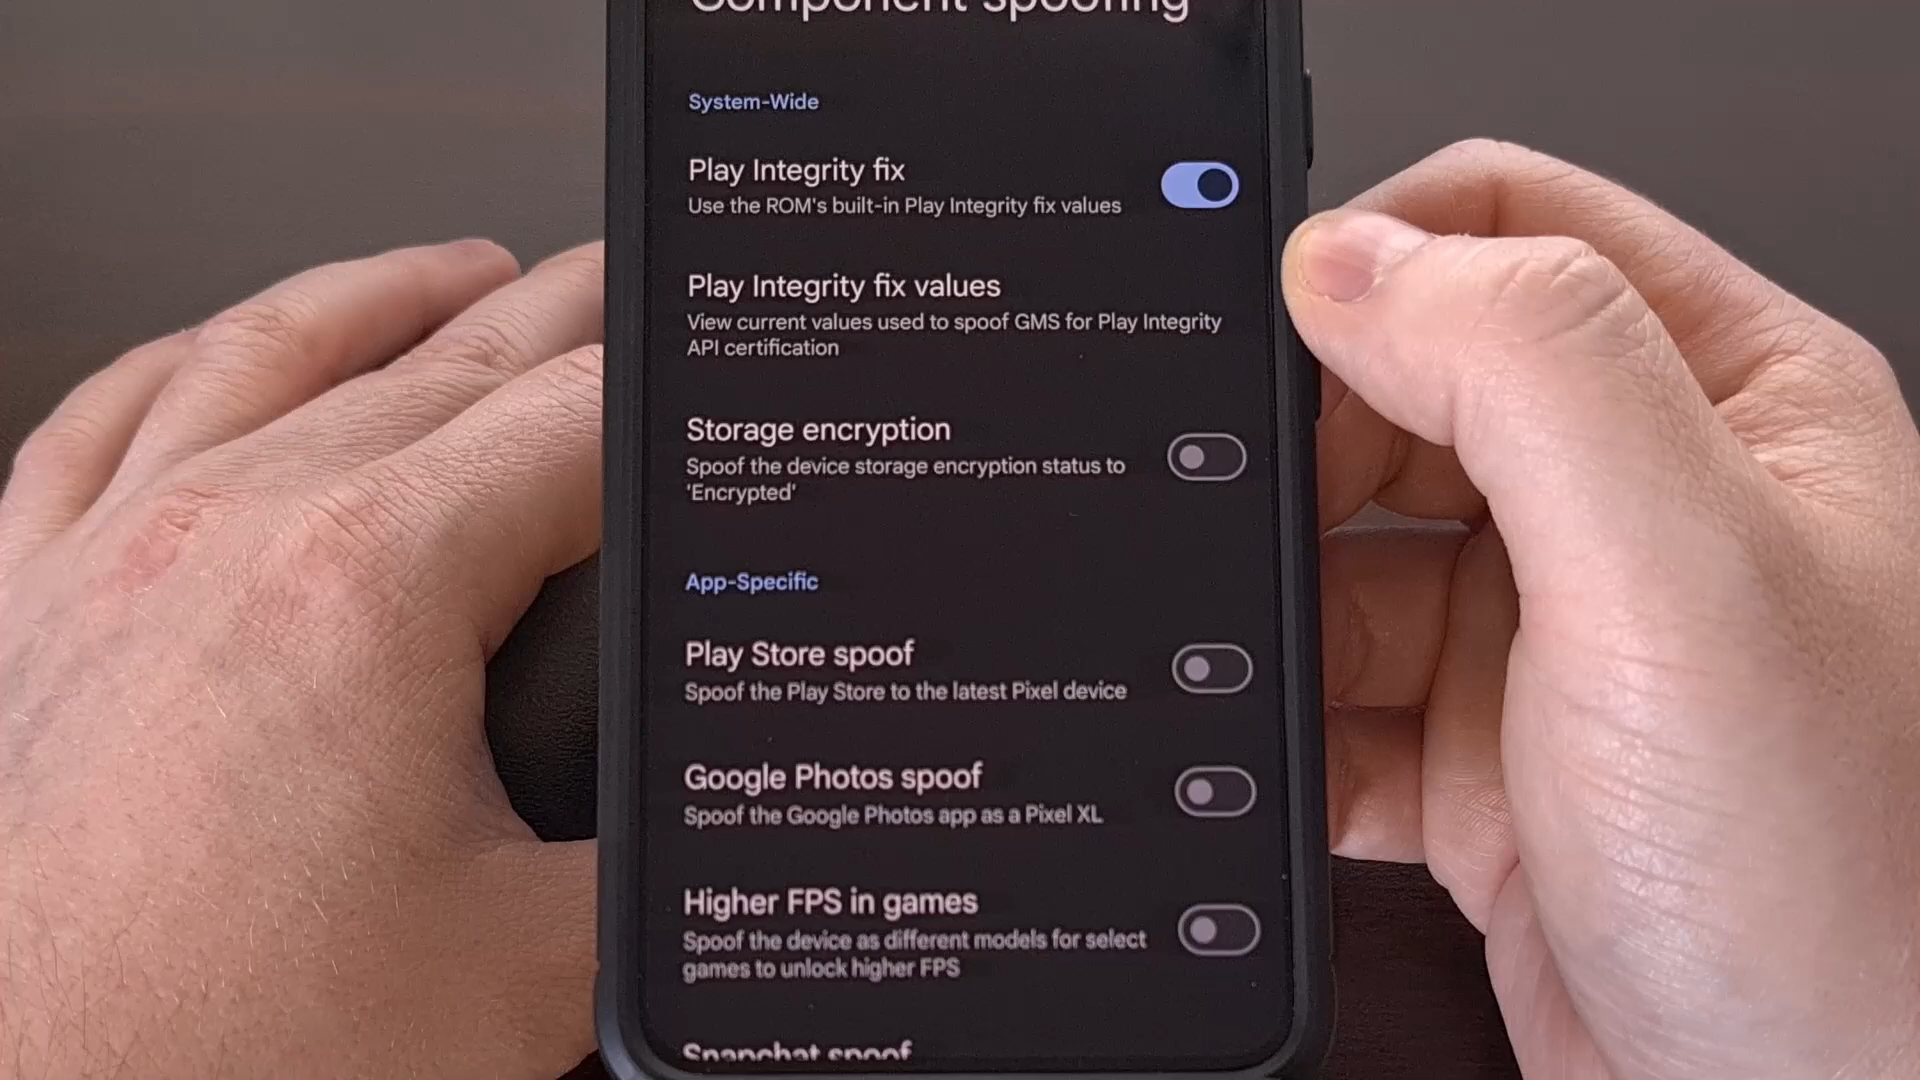 Component spoofing
System-Wide
Play Integrity fix
Use the ROM's built-in Play Integrity fix values
Play Integrity fix values
View current values used to spoof GMS for Play Integrity
API certification
Storage encryption
Spoof the device storage encryption status to
'Encrypted'
App-Specific
Play Store spoof
Spoof the Play Store to the latest Pixel device
Google Photos spoof
Spoof the Google Photos app as a Pixel XL
Higher FPS in games
Spoof the device as different models for select
games to unlock higher FPS
Snapchat spoof